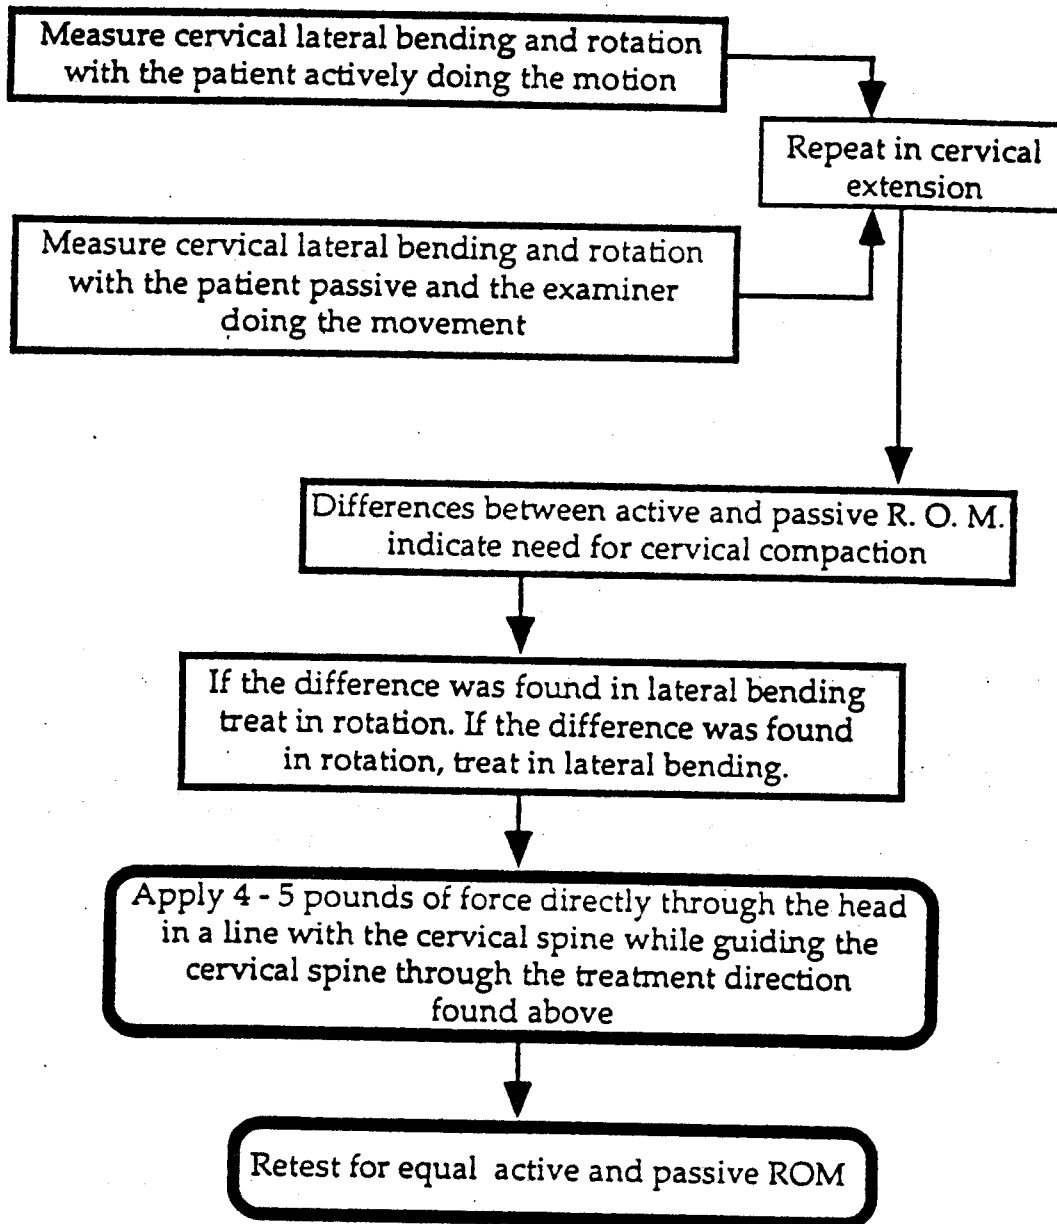 Measure cervical lateral bending and rotation
with the patient actively doing the motion
Repeat in cervical
extension
Measure cervical lateral bending and rotation
with the patient passive and the examiner
doing the movement
Differences between active and passive R. O. M.
indicate need for cervical compaction
If the difference was found in lateral bending
treat in rotation. If the difference was found
in rotation, treat in lateral bending.
Apply 4 - 5 pounds of force directly through the head
in a line with the cervical spine while guiding the
cervical spine through the treatment direction
found above
Retest for equal active and passive ROM